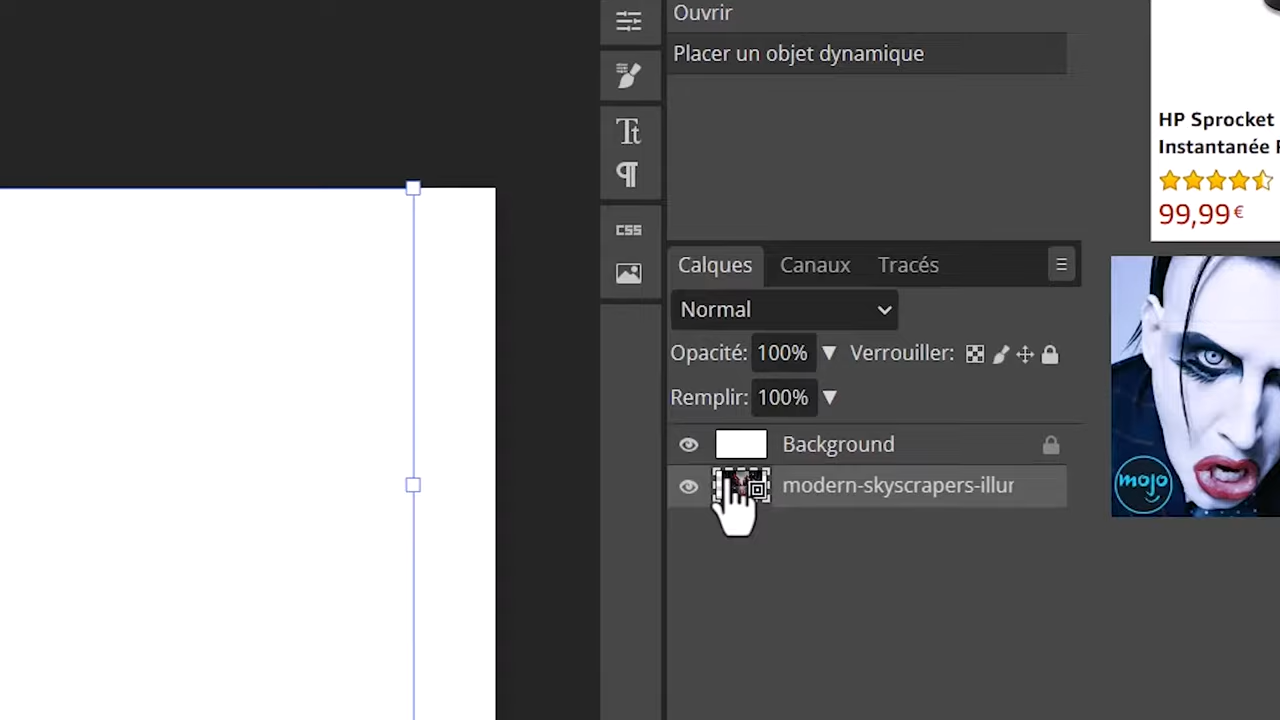 Ouvrir
Placer un objet dynamique
Tt
CSS
HP Sprocket
Instantanée
99,99€
Calques
Canaux
Tracés
Normal
Opacité: 100%
Verrouiller:
Remplir: 100%
Background
modern-skyscrapers-illur
mojo